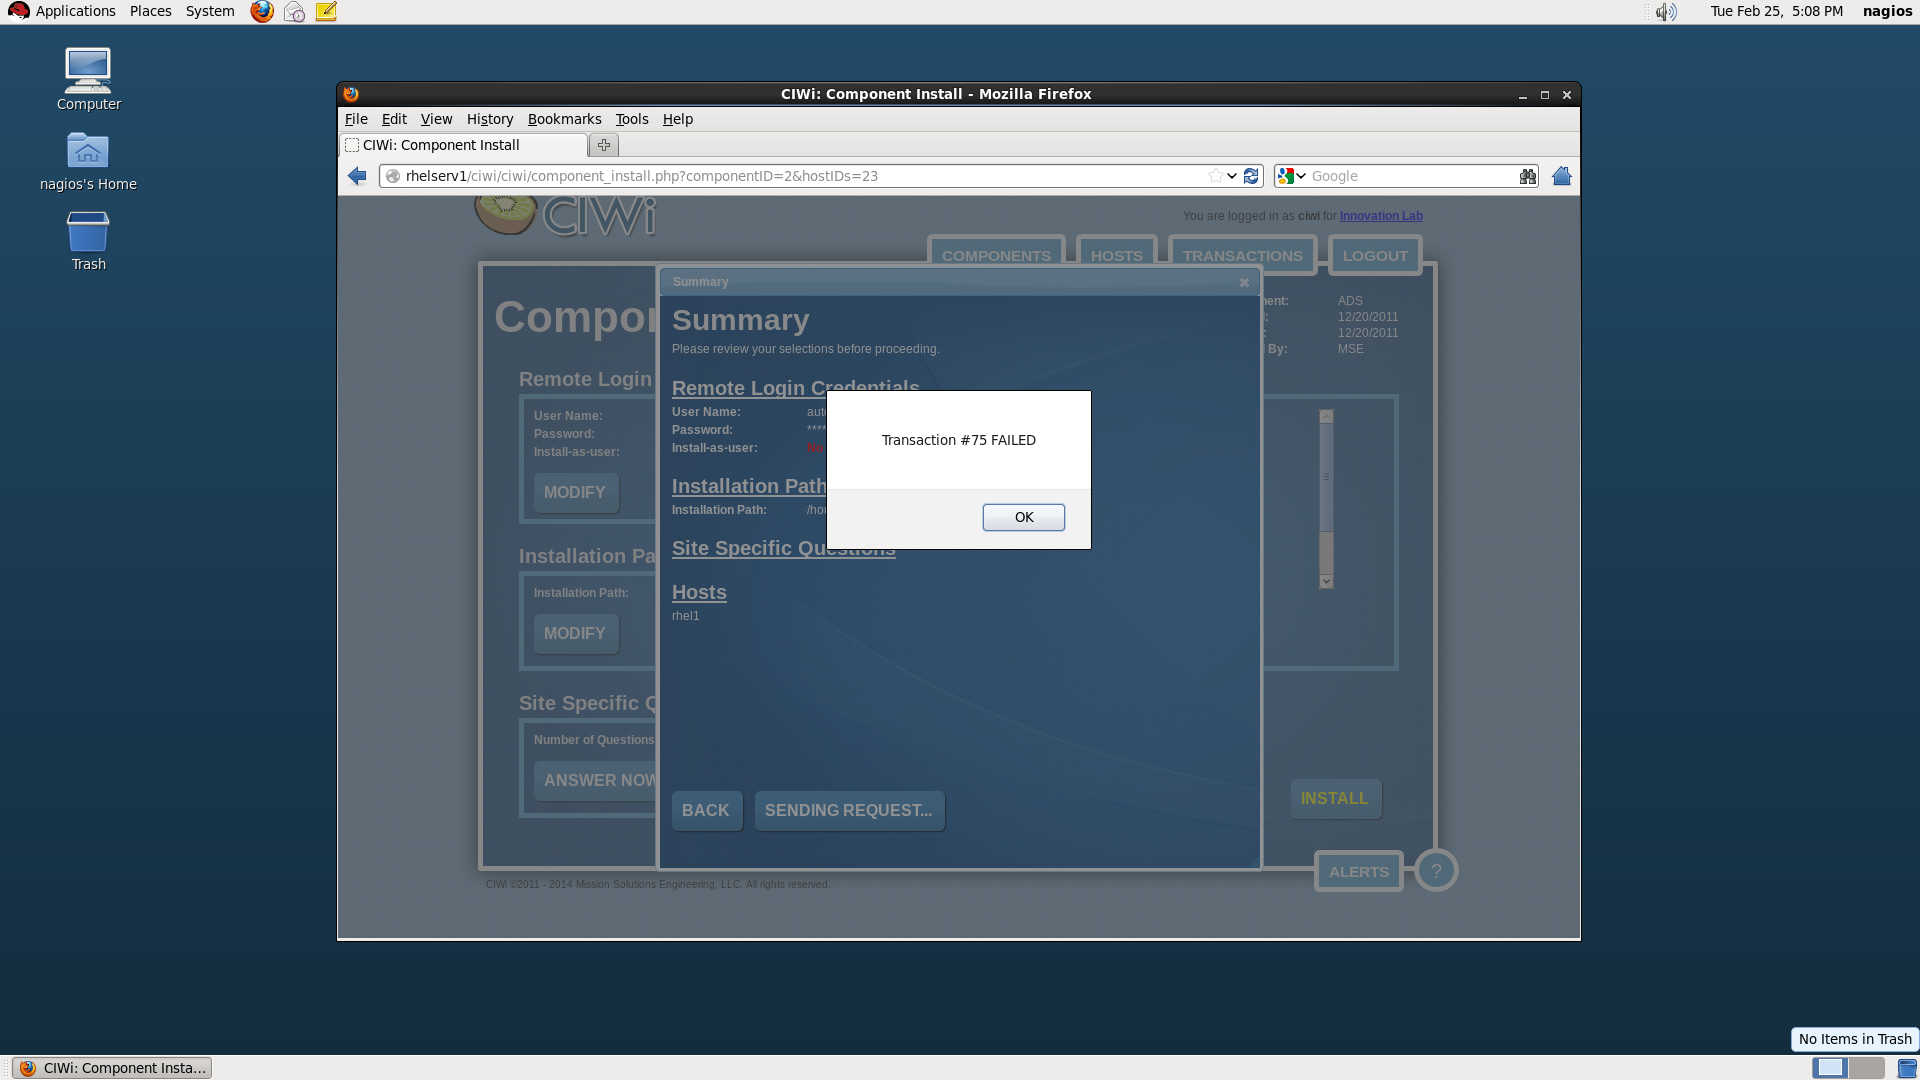 Applications Places System
Tue Feb 25, 5:08 PM nagios
Computer
nagios's Home
Trash
CIWi: Component Install - Mozilla Firefox
File Edit View History Bookmarks Tools Help
CIWi: Component Install
rhelserv1/ciwi/ciwi/component_install.php?componentID=2&hostIDs=23
Google
CIWi
You are logged in as ciwi for Innovation Lab
COMPONENTS HOSTS TRANSACTIONS LOGOUT
Summary
Compo
ADS
12/20/2011
12/20/2011
By: MSE
Summary
Please review your selections before proceeding.
Remote Login
User Name:
Password:
Install-as-user:
MODIFY
Installation Pa
Installation Path:
MODIFY
Site Specific Q
Number of Questions
ANSWER NOW
Remote Login Credentials
User Name: aut
Password: ****
Install-as-user:
Installation Path
Installation Path: /ho
Site Specific Questions
Hosts
rhel1
Transaction #75 FAILED
OK
BACK SENDING REQUEST...
INSTALL
ALERTS ?
CIWi ©2011 - 2014 Mission Solutions Engineering, LLC. All rights reserved.
No Items in Trash
CIWi: Component Insta...